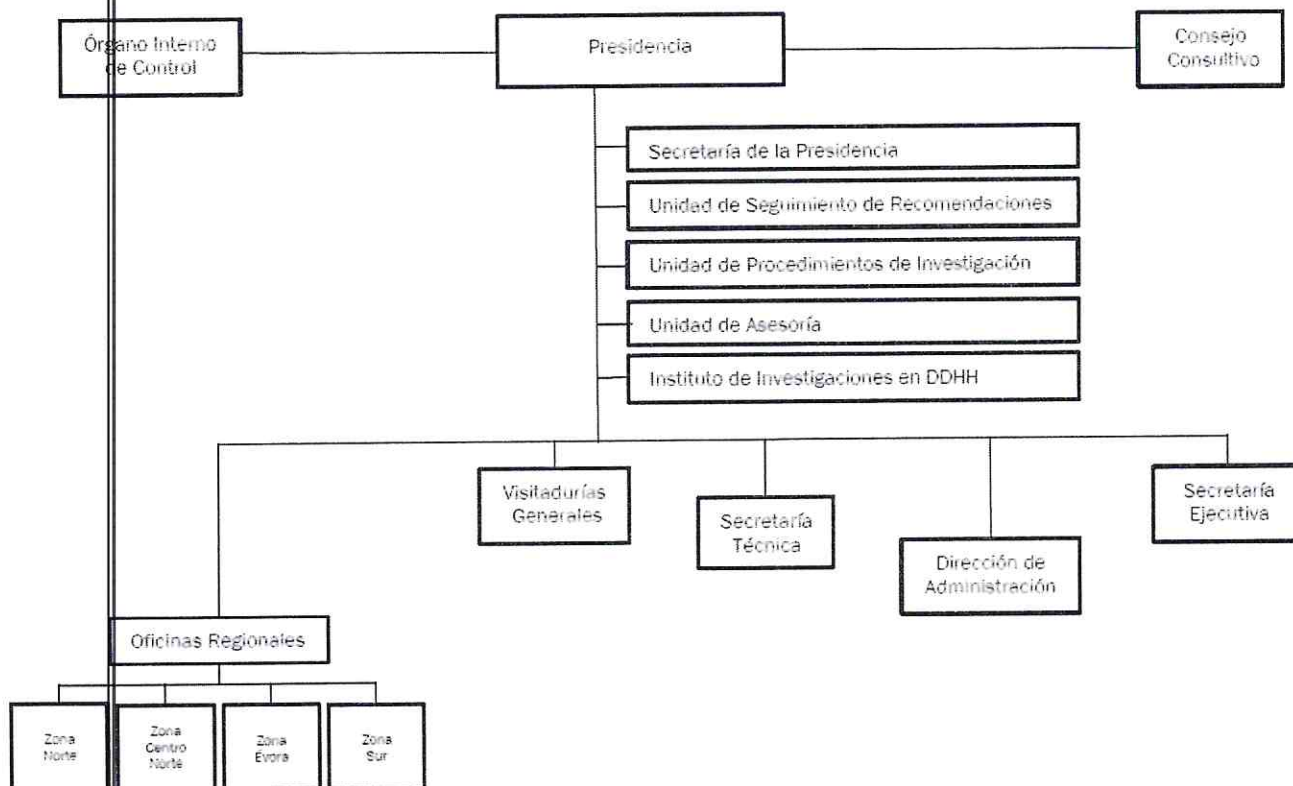 Órgano Interno
de Control
Presidencia
Consejo
Consultivo
Secretaría de la Presidencia
Unidad de Seguimiento de Recomendaciones
Unidad de Procedimientos de Investigación
Unidad de Asesoría
Instituto de Investigaciones en DDHH
Visitadurías
Generales
Secretaría
Técnica
Dirección de
Administración
Secretaría
Ejecutiva
Oficinas Regionales
Zona
Norte
Zona
Centro
Norte
Zona
Évora
Zona
Sur